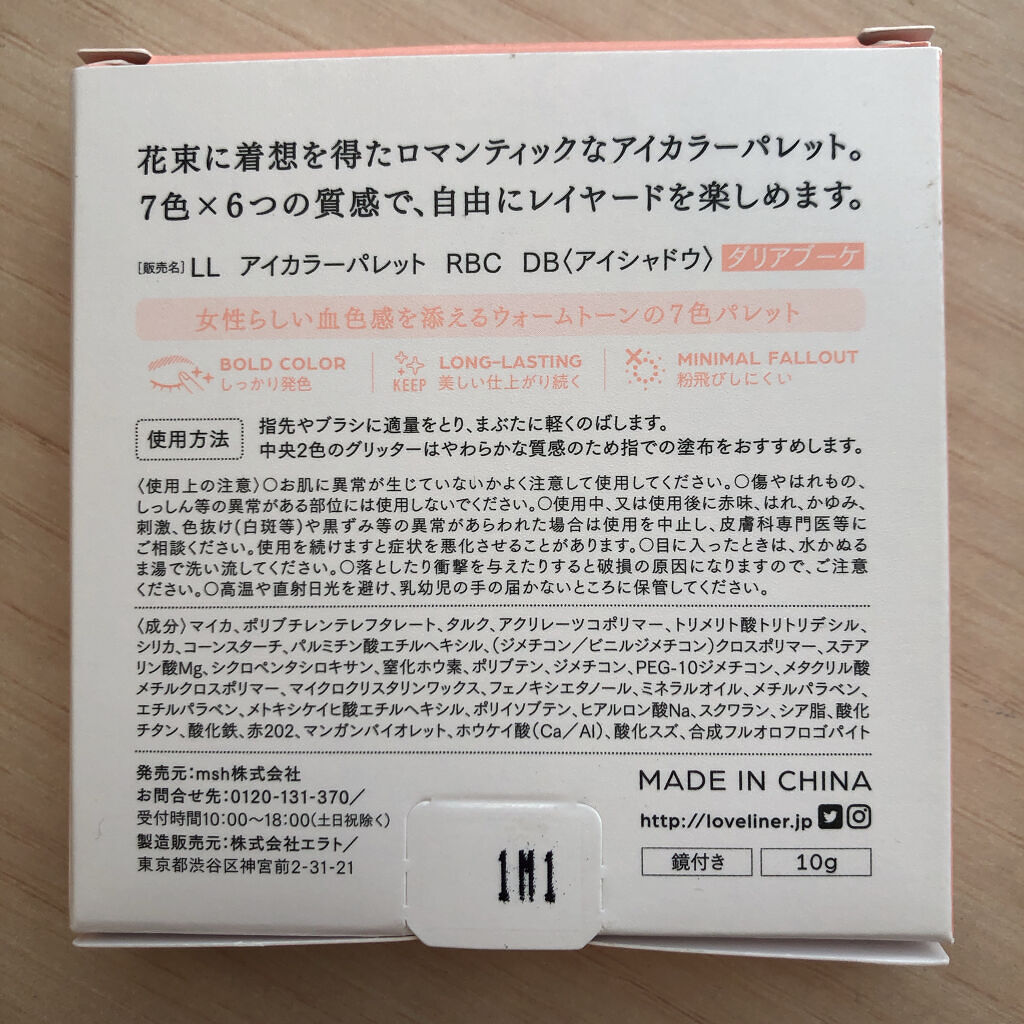 花束に着想を得たロマンティックなアイカラーパレット。
7色×6つの質感で、自由にレイヤードを楽しめます。
[販売名]LL アイカラーパレット RBC DB〈アイシャドウ〉 ダリアブーケ
女性らしい血色感を添えるウォームトーンの7色パレット
BOLD COLOR
しっかり発色
KEEP
LONG-LASTING
美しい仕上がり続く
MINIMAL FALLOUT
粉飛びしにくい
使用方法
指先やブラシに適量をとり、まぶたに軽くのばします。
中央2色のグリッターはやわらかな質感のため指での塗布をおすすめします。
〈使用上の注意〉○お肌に異常が生じていないかよく注意して使用してください。○傷やはれもの、
しっしん等の異常がある部位には使用しないでください。○使用中、又は使用後に赤味、はれ、かゆみ、
刺激、色抜け(白斑等)や黒ずみ等の異常があらわれた場合は使用を中止し、皮膚科専門医等に
ご相談ください。使用を続けますと症状を悪化させることがあります。○目に入ったときは、水かぬる
ま湯で洗い流してください。○落としたり衝撃を与えたりすると破損の原因になりますので、ご注意
ください。○高温や直射日光を避け、乳幼児の手の届かないところに保管してください。
〈成分〉マイカ、ポリブチレンテレフタレート、タルク、アクリレーツコポリマー、トリメリト酸トリトリデシル、
シリカ、コーンスターチ、パルミチン酸エチルヘキシル、(ジメチコン/ビニルジメチコン)クロスポリマー、ステア
リン酸Mg、シクロペンタシロキサン、窒化ホウ素、ポリブテン、ジメチコン、PEG-10ジメチコン、メタクリル酸
メチルクロスポリマー、マイクロクリスタリンワックス、フェノキシエタノール、ミネラルオイル、メチルパラベン、
エチルパラベン、メトキシケイヒ酸エチルヘキシル、ポリイソブテン、ヒアルロン酸Na、スクワラン、シア脂、酸化
チタン、酸化鉄、赤202、マンガンバイオレット、ホウケイ酸(Ca/Al)、酸化スズ、合成フルオロフロゴパイト
発売元:msh株式会社
お問合せ先:0120-131-370/
受付時間10:00〜18:00(土日祝除く)
製造販売元:株式会社エラト/
東京都渋谷区神宮前2-31-21
MADE IN CHINA
http://loveliner.jp
鏡付き 10g
1M1